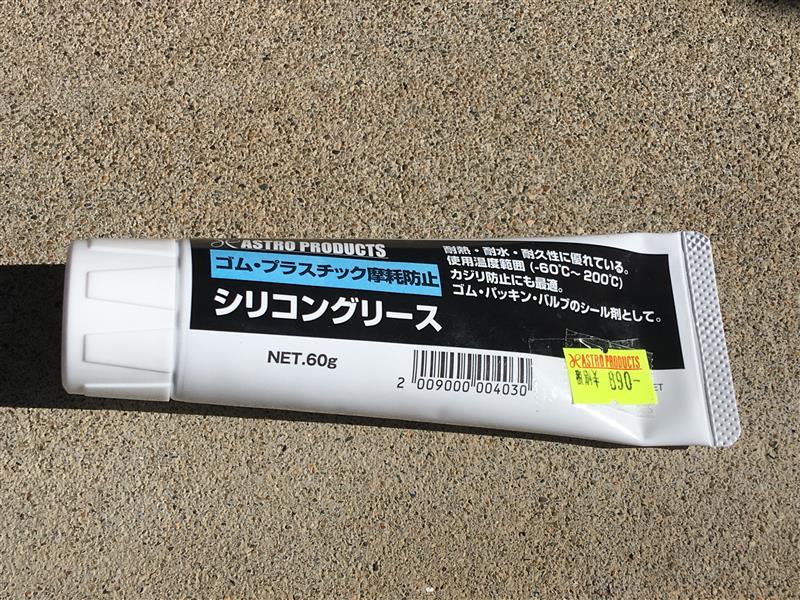 ASTRO PRODUCTS
ゴム・プラスチック摩耗防止
シリコングリース
耐熱・耐水・耐久性に優れている。
使用温度範囲 (-60℃～200℃)
カジリ防止にも最適。
ゴム・パッキン・バルブのシール剤として。
NET.60g
2 009000 004030
ASTRO PRODUCTS
¥ 890-